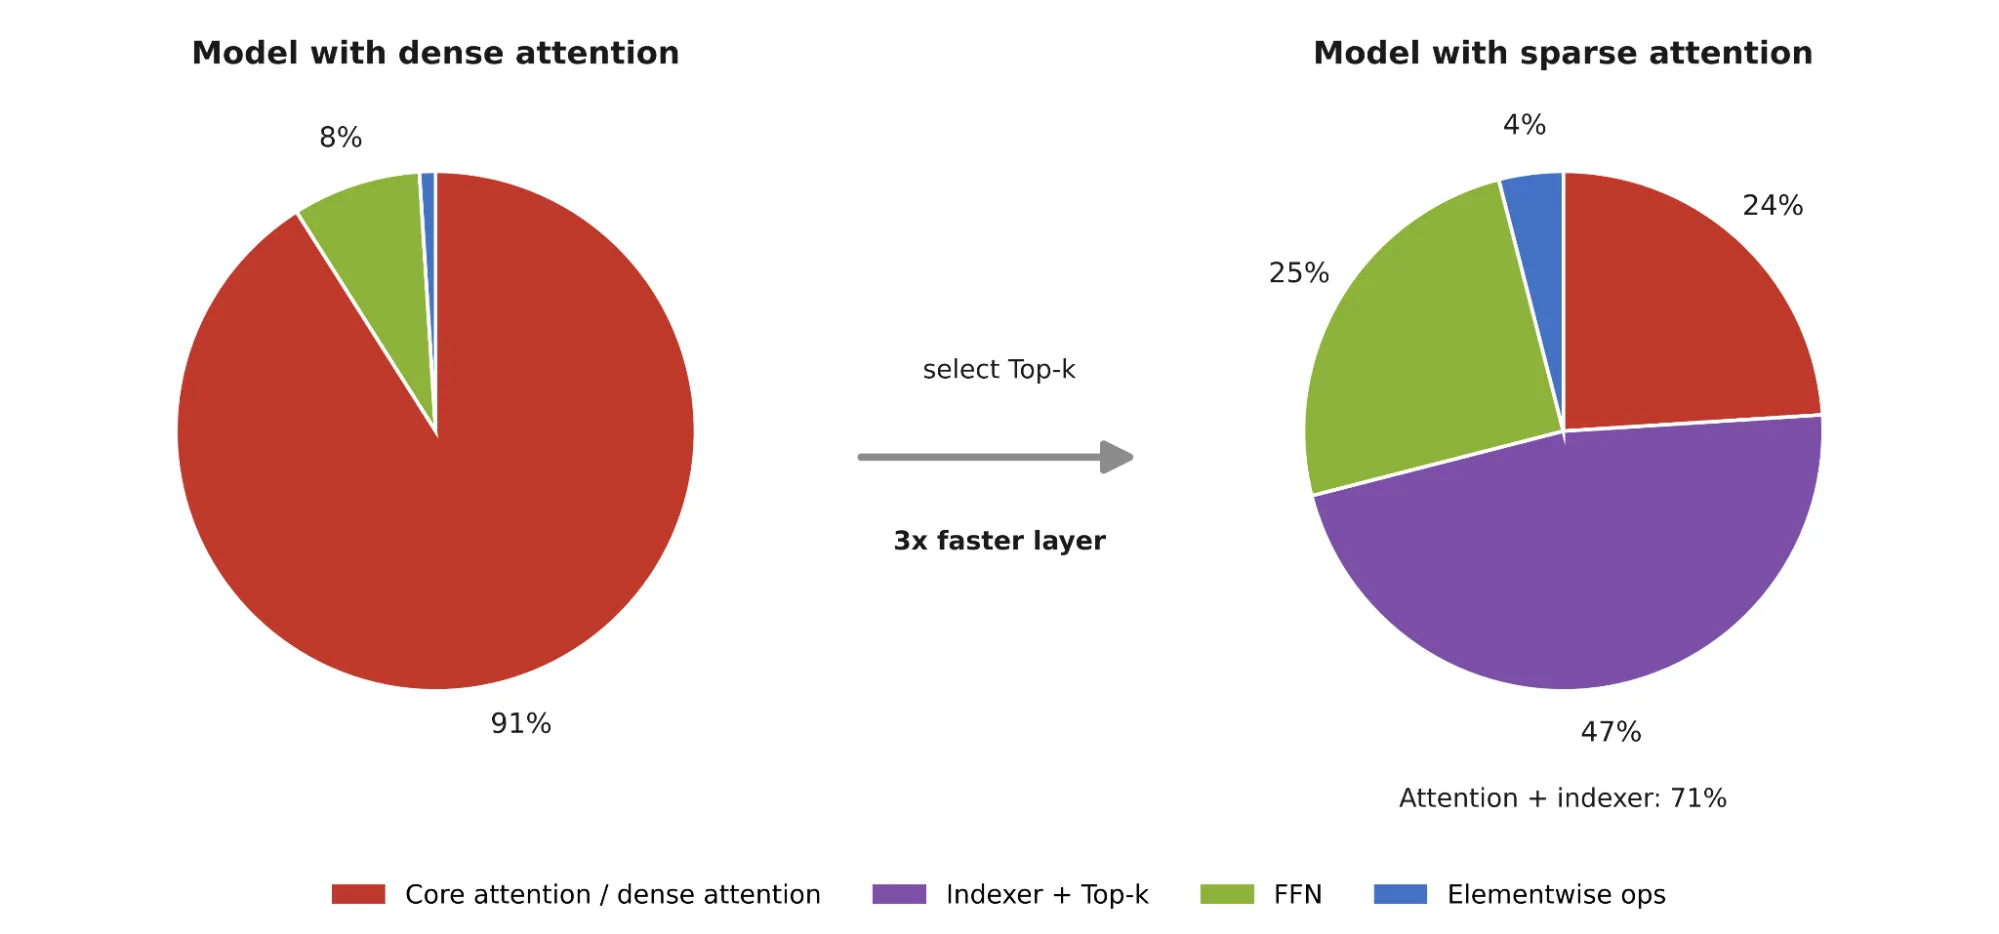 Model with dense attention
8%
91%
select Top-k
3x faster layer
Model with sparse attention
4%
24%
25%
47%
Attention + indexer: 71%
Core attention / dense attention
Indexer + Top-k
FFN
Elementwise ops